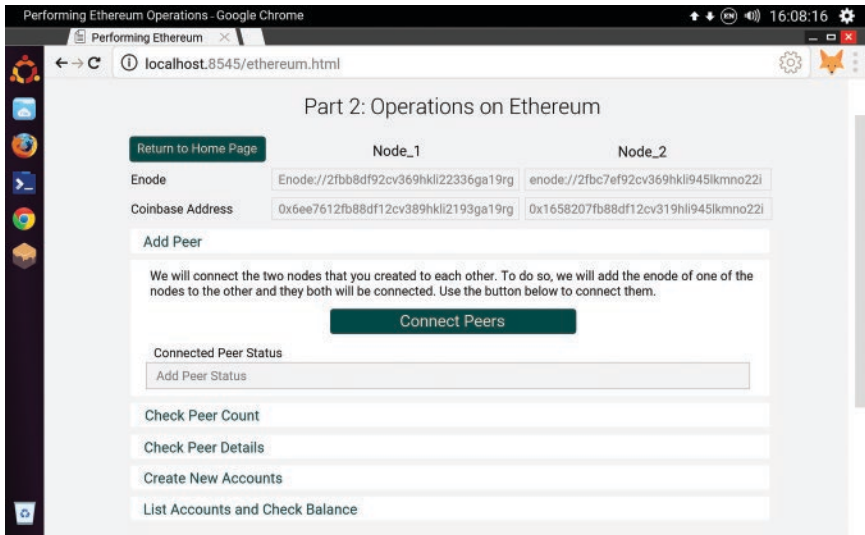 Performing Ethereum Operations - Google Chrome
EN
16:08:16
Performing Ethereum
localhost.8545/ethereum.html
Part 2: Operations on Ethereum
Return to Home Page
Node_1
Node_2
Enode
Enode://2fbb8df92cv369hkli22336ga19rg
enode://2fbc7ef92cv369hkli945lkmno22i
Coinbase Address
0x6ee7612fb88df12cv389hkli2193ga19rg
0x1658207fb88df12cv319hli945lkmno22i
Add Peer
We will connect the two nodes that you created to each other. To do so, we will add the enode of one of the
nodes to the other and they both will be connected. Use the button below to connect them.
Connect Peers
Connected Peer Status
Add Peer Status
Check Peer Count
Check Peer Details
Create New Accounts
List Accounts and Check Balance